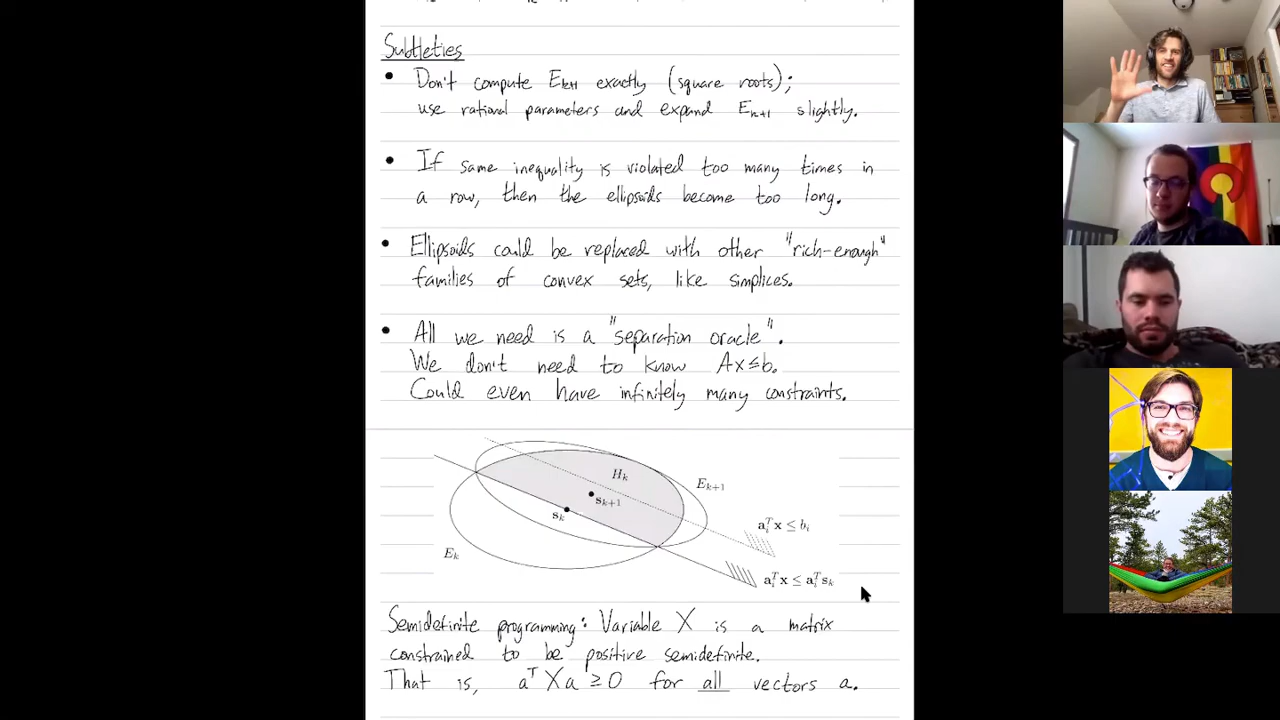 Subtleties
• Don't compute E_{k+1} exactly (square roots);
use rational parameters and expand E_{k+1} slightly.
• If same inequality is violated too many times in
a row, then the ellipsoids become too long.
• Ellipsoids could be replaced with other "rich-enough"
families of convex sets, like simplices.
• All we need is a "separation oracle".
We don't need to know Ax≤b.
Could even have infinitely many constraints.
H_k
E_{k+1}
s_{k+1}
s_k
a_i^T x ≤ b_i
E_k
a_i^T x ≤ a_i^T s_k
Semidefinite programming: Variable X is a matrix
constrained to be positive semidefinite.
That is, a^T X a ≥ 0 for all vectors a.